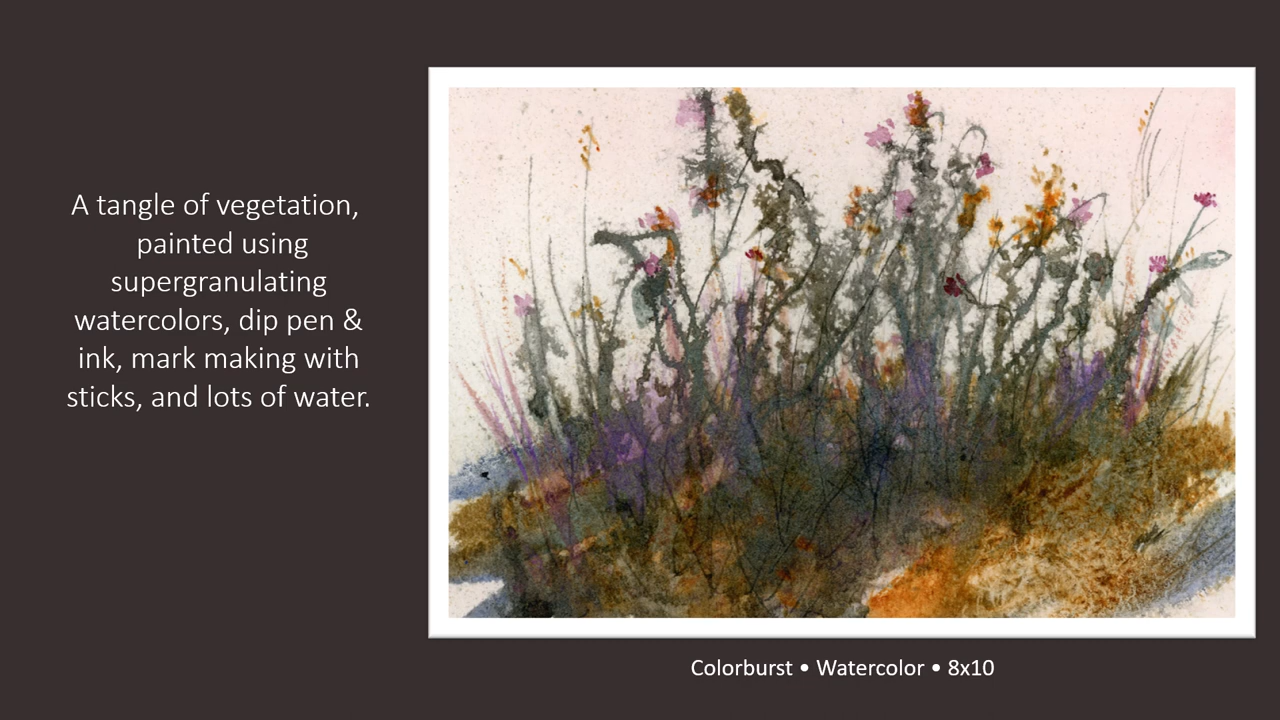 A tangle of vegetation,
painted using
supergranulating
watercolors, dip pen &
ink, mark making with
sticks, and lots of water.
Colorburst • Watercolor • 8x10